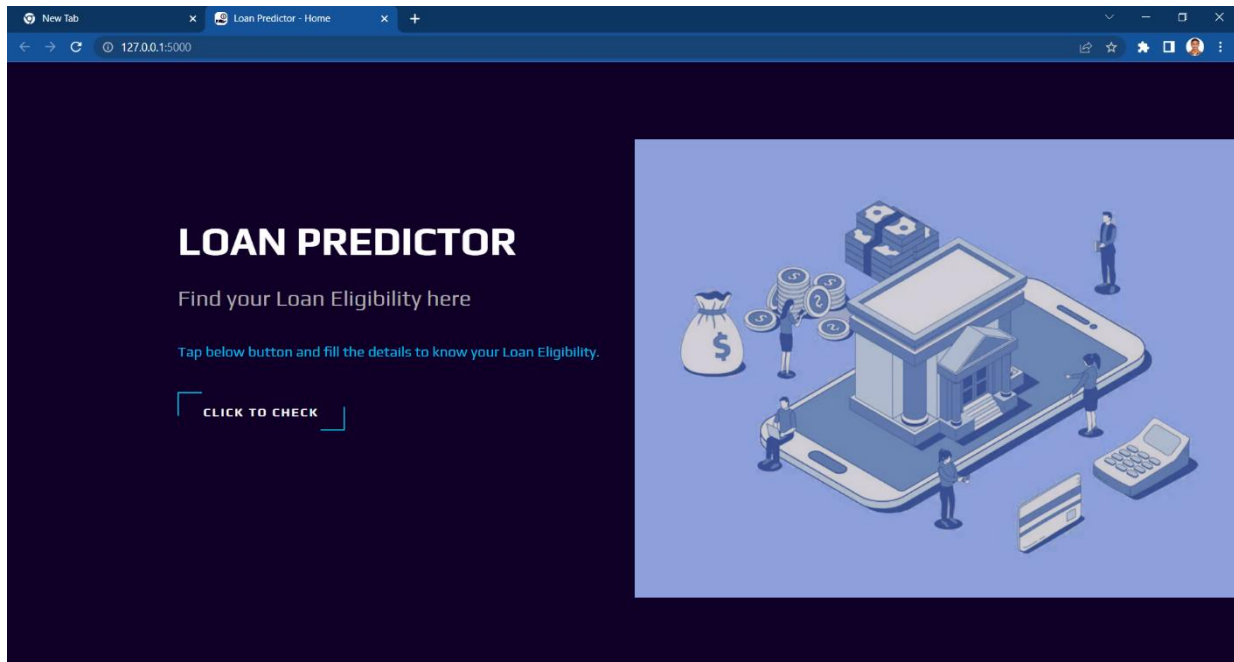 New Tab
Loan Predictor - Home
127.0.0.1:5000
LOAN PREDICTOR
Find your Loan Eligibility here
Tap below button and fill the details to know your Loan Eligibility.
CLICK TO CHECK
$